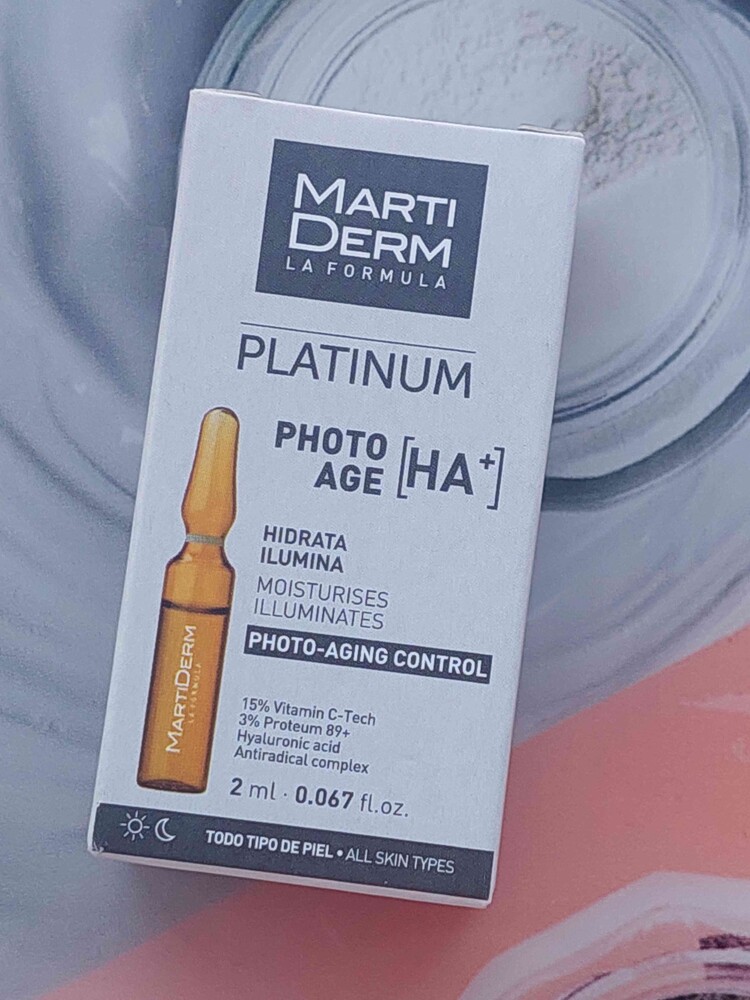 MARTI
DERM
LA FORMULA
PLATINUM
PHOTO
AGE [HA+]
HIDRATA
ILUMINA
MOISTURISES
ILLUMINATES
PHOTO-AGING CONTROL
MARTIDERM
LA FORMULA
15% Vitamin C-Tech
3% Proteum 89+
Hyaluronic acid
Antiradical complex
2 ml · 0.067 fl.oz.
TODO TIPO DE PIEL • ALL SKIN TYPES